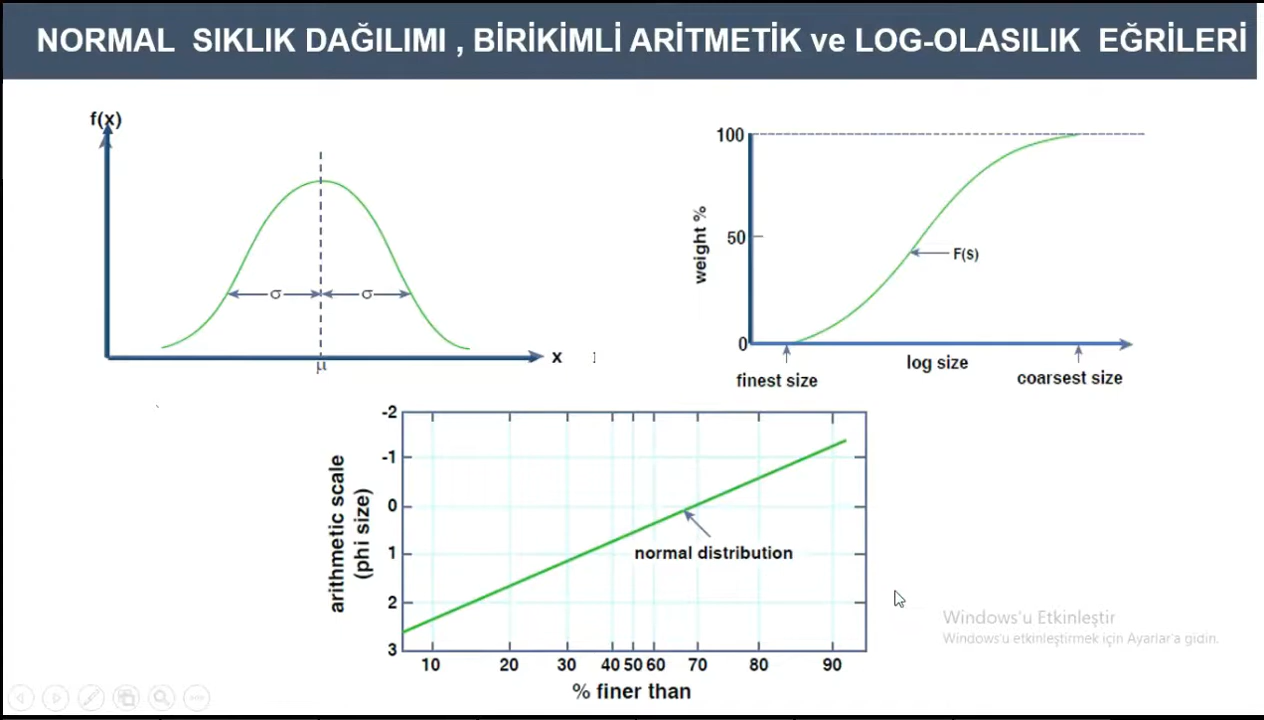 NORMAL SIKLIK DAĞILIMI , BİRİKİMLİ ARİTMETİK ve LOG-OLASILIK EĞRİLERİ
f(x)
σ σ
x
μ
100
50
0
weight %
F(s)
log size
finest size
coarsest size
-2
-1
0
1
2
3
arithmetic scale
(phi size)
normal distribution
10 20 30 40 50 60 70 80 90
% finer than
Windows'u Etkinleştir
Windows'u etkinleştirmek için Ayarlar'a gidin.